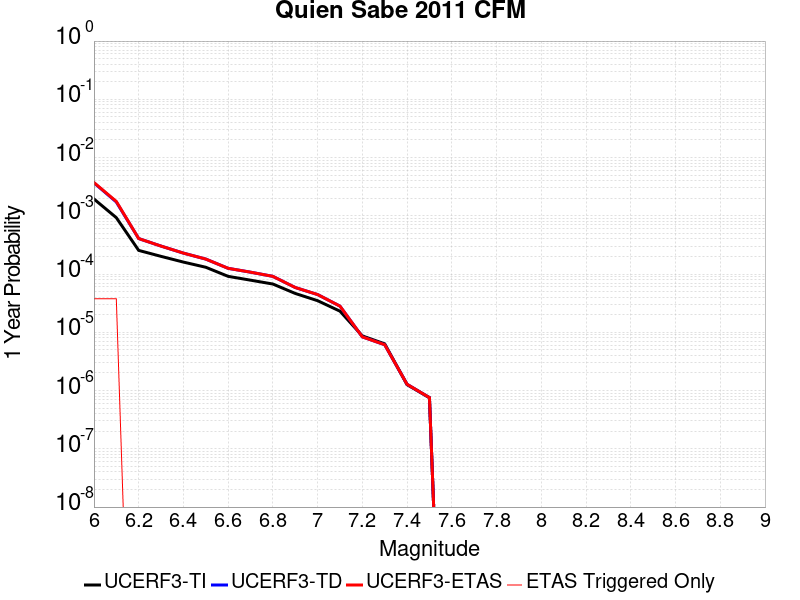 Quien Sabe 2011 CFM
10^0
10^-1
10^-2
10^-3
10^-4
10^-5
10^-6
10^-7
10^-8
1 Year Probability
6 6.2 6.4 6.6 6.8 7 7.2 7.4 7.6 7.8 8 8.2 8.4 8.6 8.8 9
Magnitude
UCERF3-TI UCERF3-TD UCERF3-ETAS ETAS Triggered Only